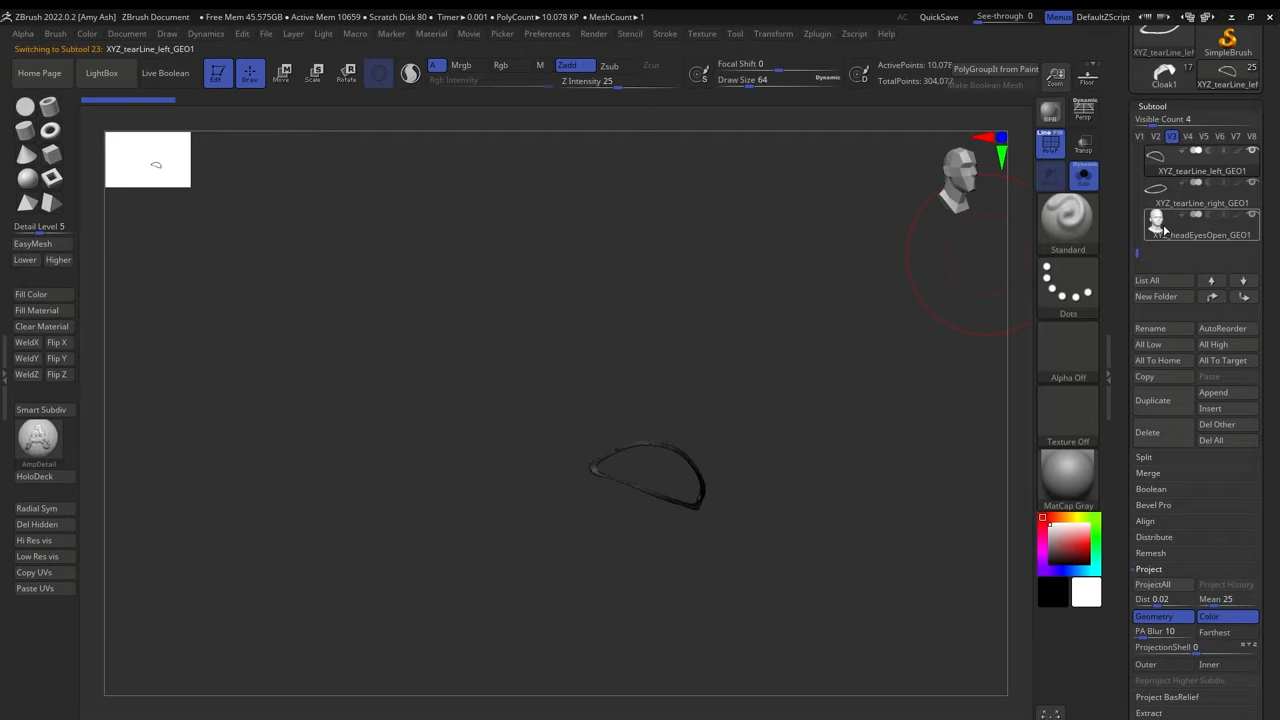 ZBrush 2022.0.2 [Amy Ash] ZBrush Document • Free Mem 45.575GB • Active Mem 10659 • Scratch Disk 80 • Timer▸0.001 • PolyCount▸10.078 KP • MeshCount▸1
AC QuickSave See-through 0 Menus DefaultZScript
Alpha Brush Color Document Draw Dynamics Edit File Layer Light Macro Marker Material Movie Picker Preferences Render Stencil Stroke Texture Tool Transform Zplugin Zscript Help
Switching to Subtool 23: XYZ_tearLine_left_GEO1
Home Page LightBox Live Boolean
Edit Draw Move Scale Rotate
A Mrgb Rgb M
Rgb Intensity
Zadd Zsub Zcut
Z Intensity 25
Focal Shift 0
Draw Size 64 Dynamic
S
D
ActivePoints: 10,078
TotalPoints: 304,077
PolyGroupIt from Paint
Make Boolean Mesh
Zoom
Floor
Detail Level 5
EasyMesh
Lower Higher
Fill Color
Fill Material
Clear Material
WeldX Flip X
WeldY Flip Y
WeldZ Flip Z
Smart Subdiv
AmpDetail
HoloDeck
Radial Sym
Del Hidden
Hi Res vis
Low Res vis
Copy UVs
Paste UVs
BPR
Dynamic
Persp
Line Fill
PolyF
Transp
Dynamic
Solo
Standard
Dots
Alpha Off
Texture Off
MatCap Gray
XYZ_tearLine_lef
SimpleBrush
17
25
Cloak1
XYZ_tearLine_lef
Subtool
Visible Count 4
V1 V2 V3 V4 V5 V6 V7 V8
XYZ_tearLine_left_GEO1
XYZ_tearLine_right_GEO1
XYZ_headEyesOpen_GEO1
List All
New Folder
Rename AutoReorder
All Low All High
All To Home All To Target
Copy Paste
Duplicate
Append
Insert
Delete
Del Other
Del All
Split
Merge
Boolean
Bevel Pro
Align
Distribute
Remesh
Project
ProjectAll Project History
Dist 0.02 Mean 25
Geometry Color
PA Blur 10 Farthest
ProjectionShell 0
Outer Inner
Reproject Higher Subdiv
Project BasRelief
Extract